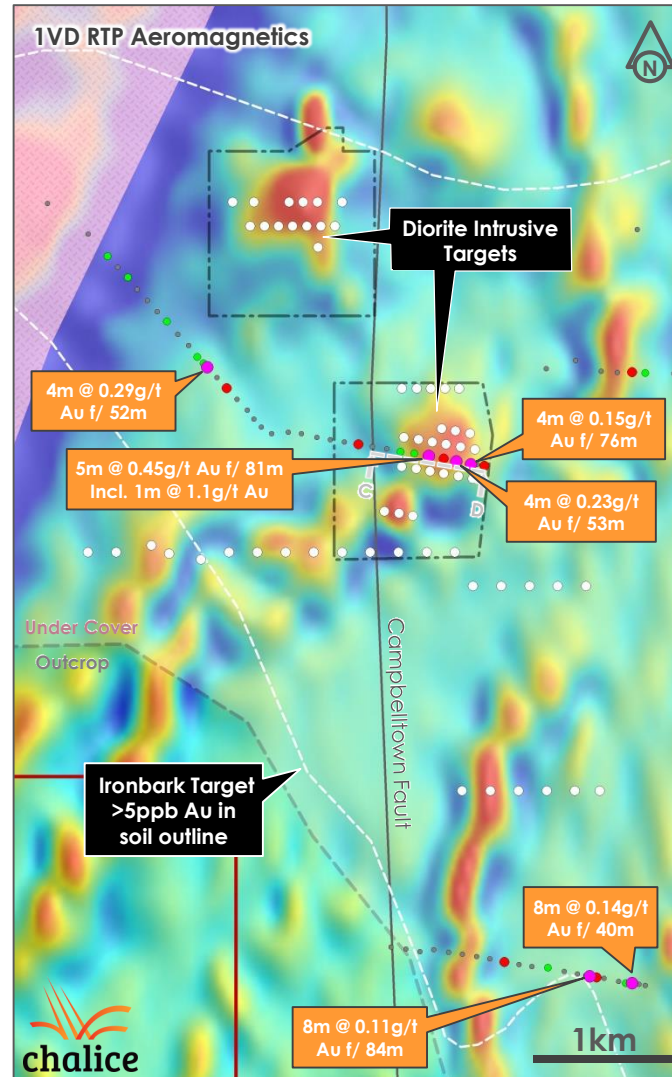 1VD RTP Aeromagnetics
N
Diorite Intrusive
Targets
4m @ 0.29g/t
Au f/ 52m
4m @ 0.15g/t
Au f/ 76m
5m @ 0.45g/t Au f/ 81m
Incl. 1m @ 1.1g/t Au
C
D
4m @ 0.23g/t
Au f/ 53m
Under Cover
Outcrop
Campbelltown Fault
Ironbark Target
>5ppb Au in
soil outline
8m @ 0.14g/t
Au f/ 40m
8m @ 0.11g/t
Au f/ 84m
1km
chalice